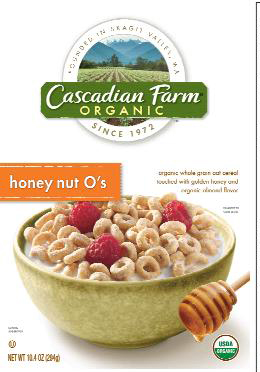 FOUNDED IN SKAGIT VALLEY, WA
Cascadian Farm
ORGANIC
SINCE 1972
honey nut O's
organic whole grain oat cereal
touched with golden honey and
organic almond flavor
USDA
ORGANIC
NET WT 10.4 OZ (294g)